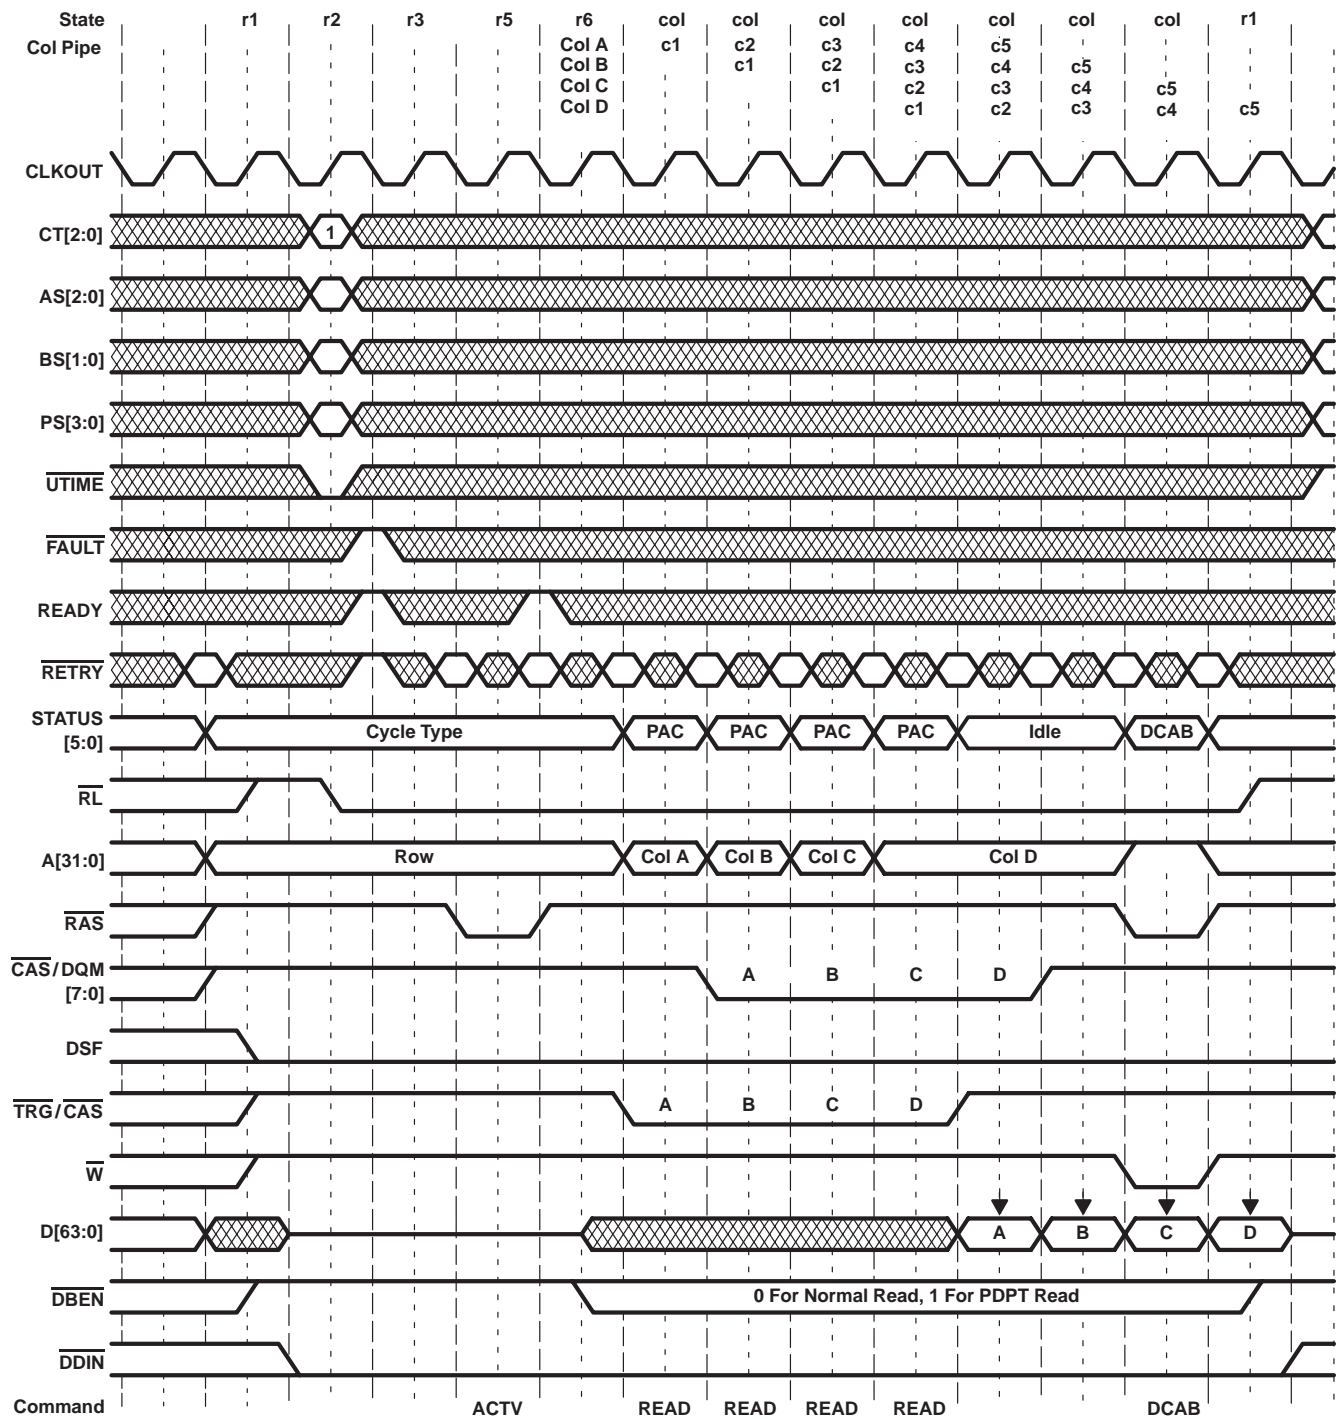 State r1 r2 r3 r5 r6 col col col col col col col r1
Col Pipe Col A c1 c2 c3 c4 c5
Col B c1 c2 c3 c4 c5
Col C c1 c2 c3 c4 c5
Col D c1 c2 c3 c4 c5
CLKOUT
CT[2:0] 1
AS[2:0]
BS[1:0]
PS[3:0]
UTIME
FAULT
READY
RETRY
STATUS
[5:0] Cycle Type PAC PAC PAC PAC Idle DCAB
RL
A[31:0] Row Col A Col B Col C Col D
RAS
CAS/DQM
[7:0] A B C D
DSF
TRG/CAS A B C D
W
D[63:0] A B C D
DBEN 0 For Normal Read, 1 For PDPT Read
DDIN
Command ACTV READ READ READ READ DCAB